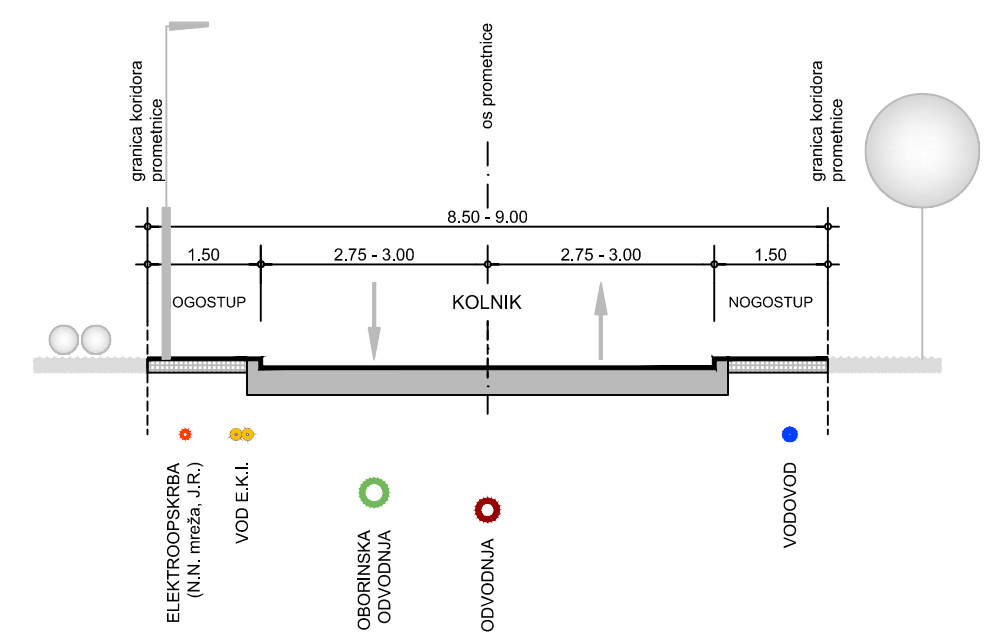 granica koridora
prometnice
os prometnice
granica koridora
prometnice
8.50 - 9.00
1.50
2.75 - 3.00
2.75 - 3.00
1.50
OGOSTUP
KOLNIK
NOGOSTUP
ELEKTROOPSKRBA
(N.N. mreža, J.R.)
VOD E.K.I.
OBORINSKA
ODVODNJA
ODVODNJA
VODOVOD